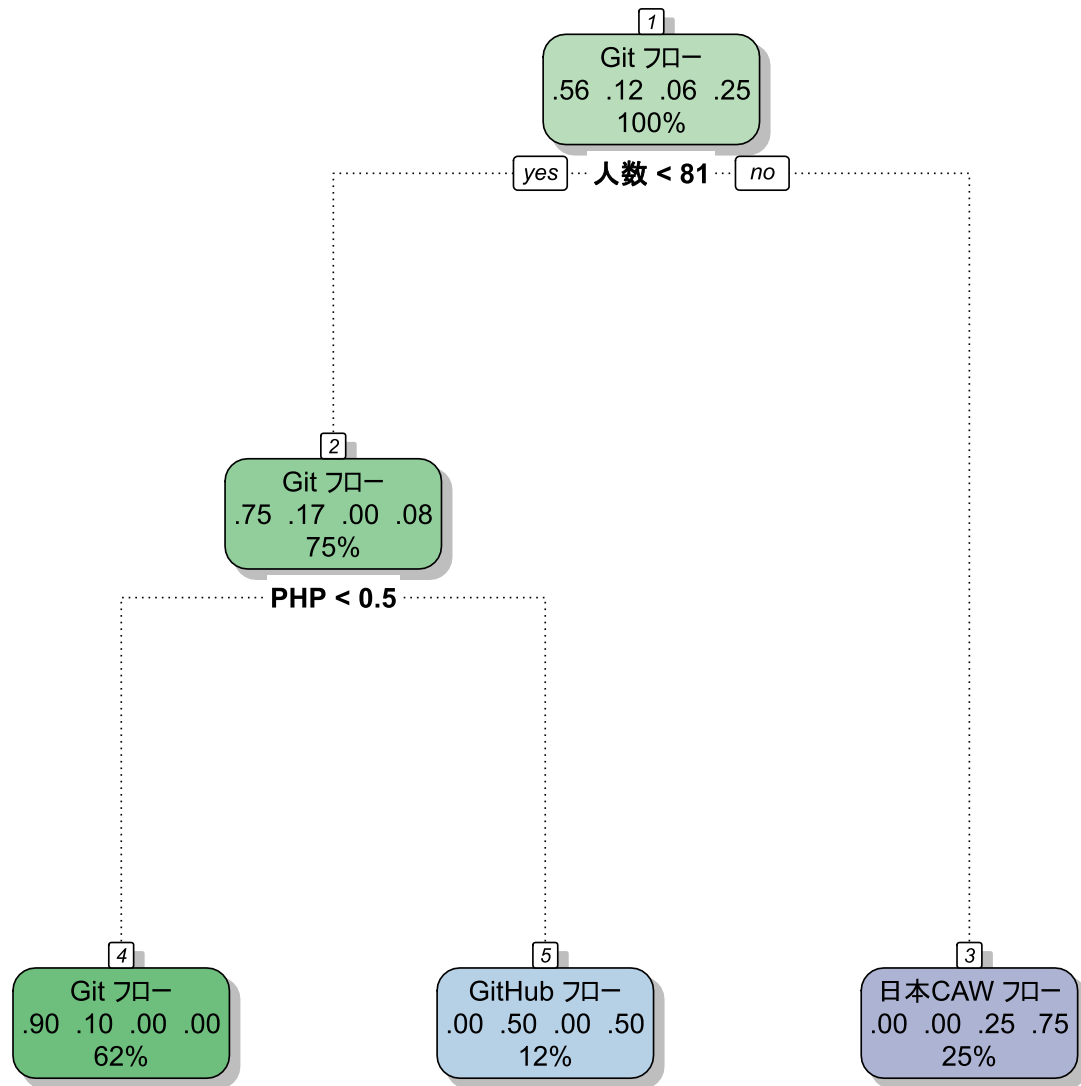 1
Git フロー
.56 .12 .06 .25
100%
yes 人数 < 81 no
2
Git フロー
.75 .17 .00 .08
75%
PHP < 0.5
4
Git フロー
.90 .10 .00 .00
62%
5
GitHub フロー
.00 .50 .00 .50
12%
3
日本CAW フロー
.00 .00 .25 .75
25%